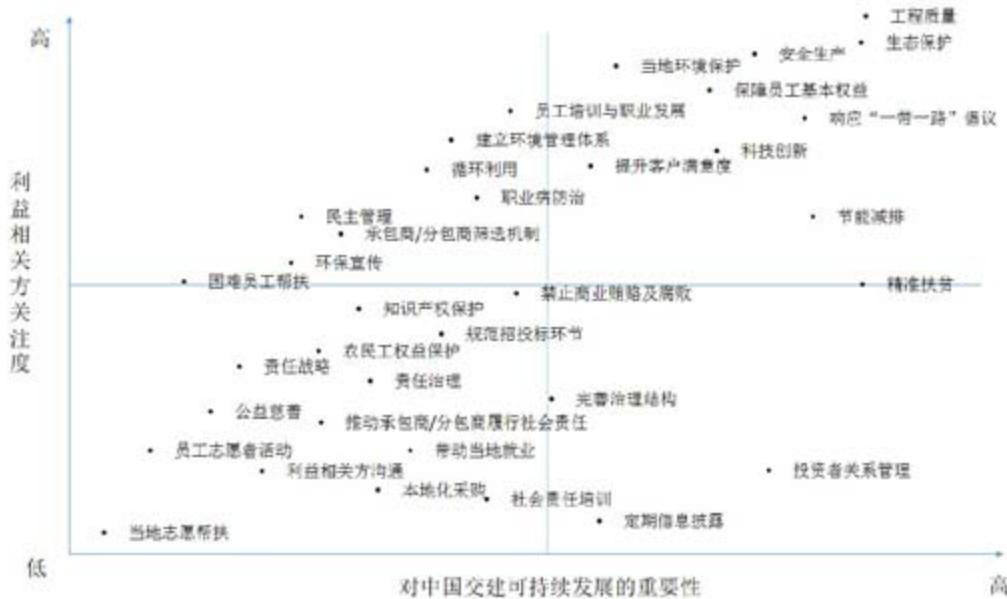 高
工程质量
生态保护
安全生产
当地环境保护
保障员工基本权益
员工培训与职业发展
响应“一带一路”倡议
建立环境管理体系
科技创新
循环利用
提升客户满意度
职业病防治
民主管理
节能减排
承包商/分包商筛选机制
环保宣传
困难员工帮扶
精准扶贫
禁止商业贿赂及腐败
知识产权保护
规范招投标环节
农民工权益保护
责任战略
责任治理
完善治理结构
公益慈善
推动承包商/分包商履行社会责任
员工志愿者活动
带动当地就业
利益相关方沟通
投资者关系管理
本地化采购
社会责任培训
定期信息披露
当地志愿帮扶
利益相关方关注度
低
对中国交建可持续发展的重要性
高